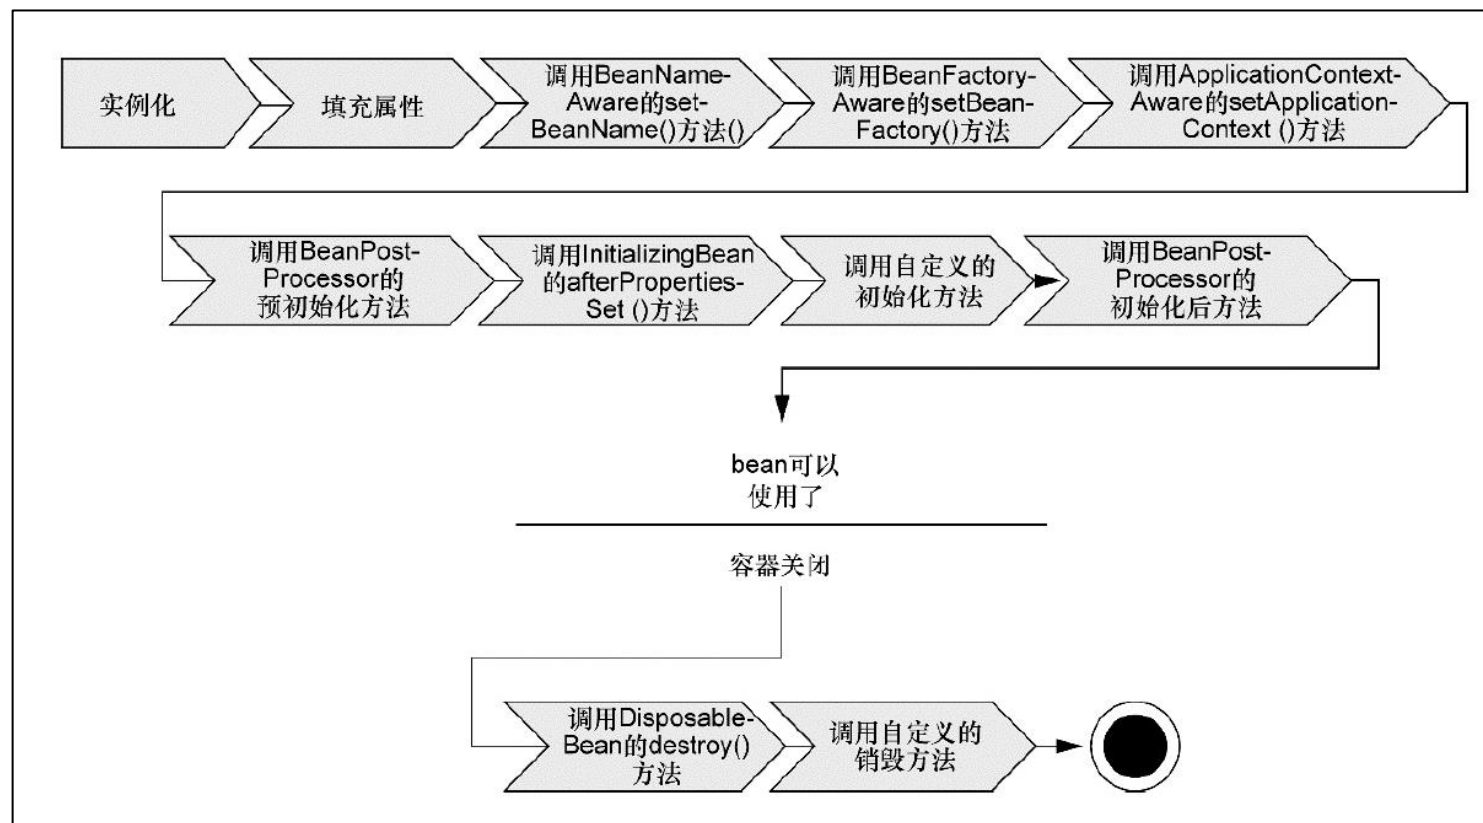 实例化
填充属性
调用BeanName-
Aware的set-
BeanName()方法()
调用BeanFactory-
Aware的setBean-
Factory()方法
调用ApplicationContext-
Aware的setApplication-
Context ()方法
调用BeanPost-
Processor的
预初始化方法
调用InitializingBean
的afterProperties-
Set ()方法
调用自定义的
初始化方法
调用BeanPost-
Processor的
初始化后方法
bean可以
使用了
容器关闭
调用Disposable-
Bean的destroy()
方法
调用自定义的
销毁方法